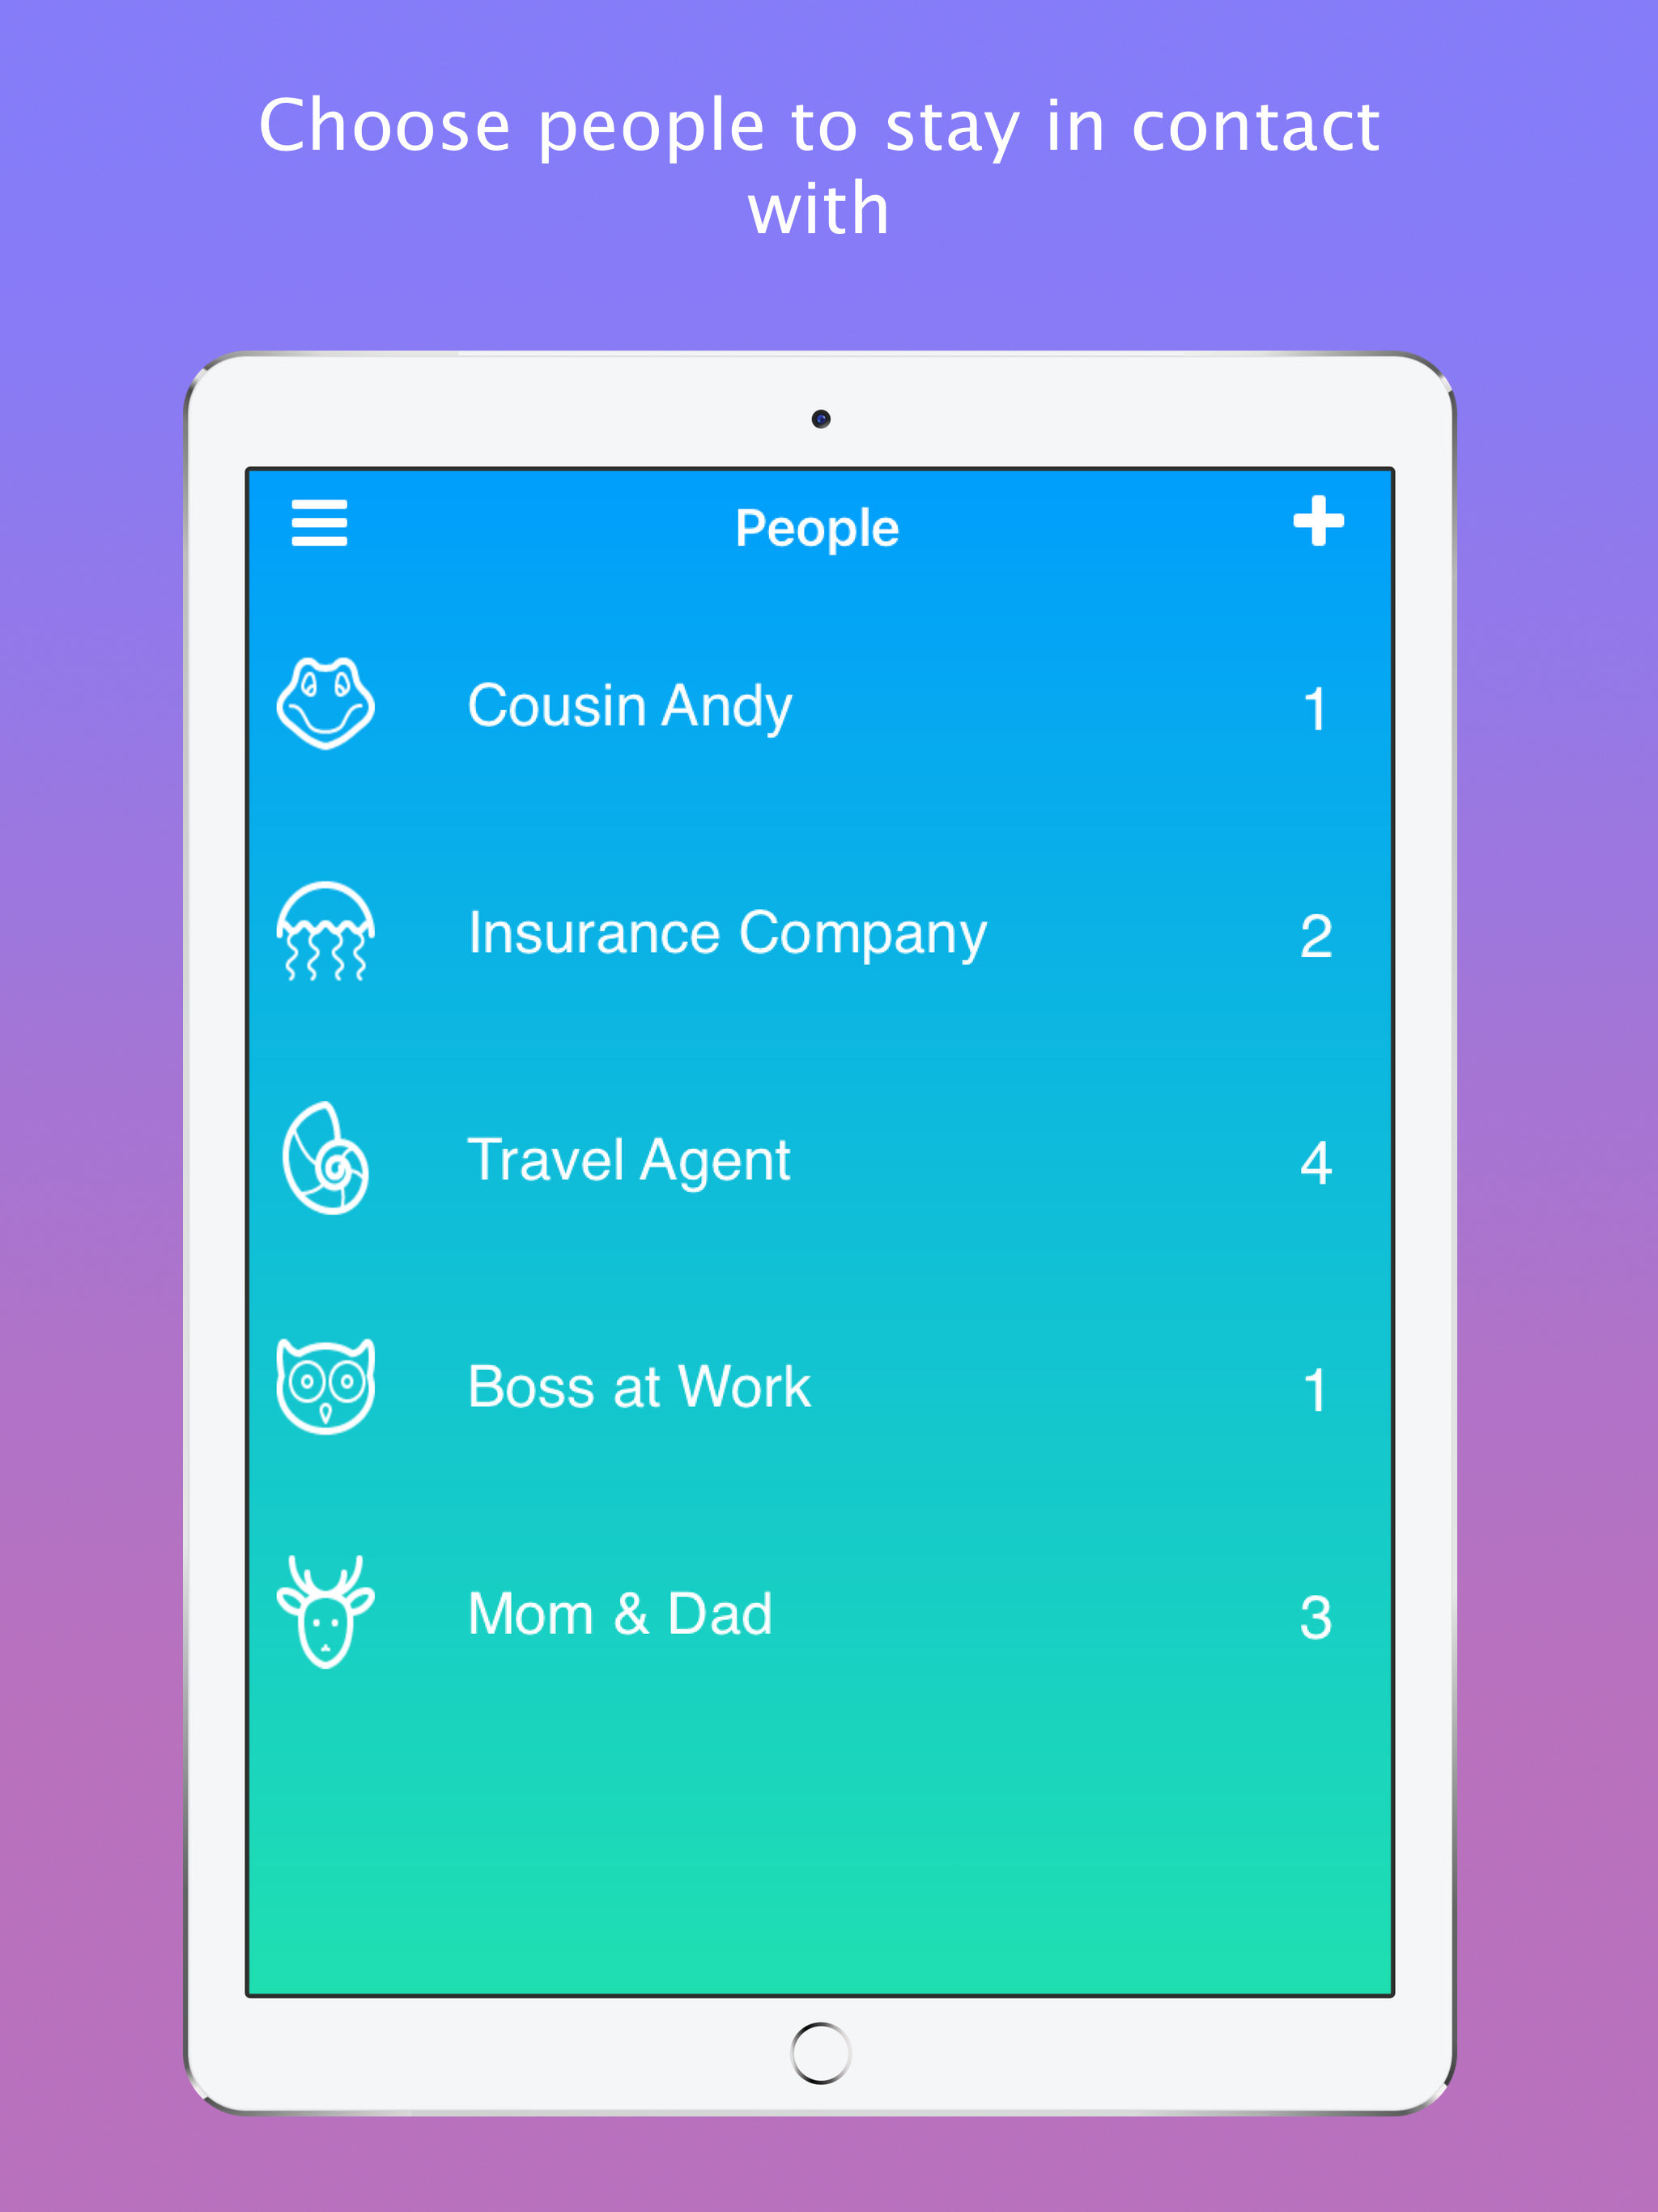 Choose people to stay in contact
with
People
Cousin Andy 1
Insurance Company 2
Travel Agent 4
Boss at Work 1
Mom & Dad 3